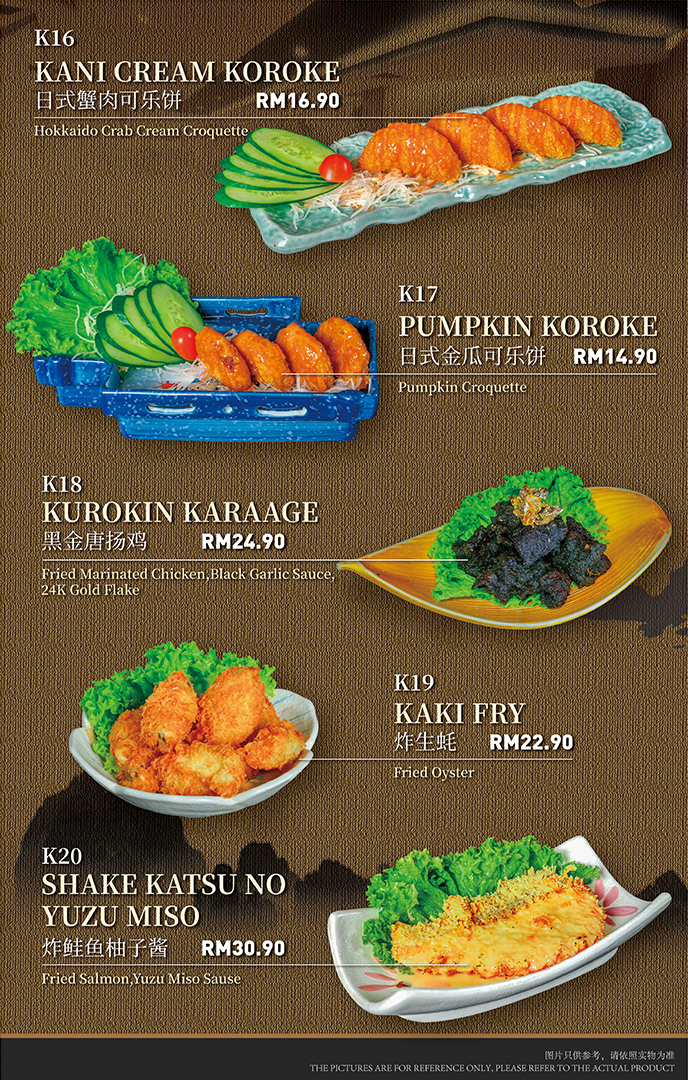 K16
KANI CREAM KOROKE
日式蟹肉可乐饼 RM16.90
Hokkaido Crab Cream Croquette
K17
PUMPKIN KOROKE
日式金瓜可乐饼 RM14.90
Pumpkin Croquette
K18
KUROKIN KARAAGE
黑金唐扬鸡 RM24.90
Fried Marinated Chicken,Black Garlic Sauce,
24K Gold Flake
K19
KAKI FRY
炸生蚝 RM22.90
Fried Oyster
K20
SHAKE KATSU NO
YUZU MISO
炸鲑鱼柚子酱 RM30.90
Fried Salmon,Yuzu Miso Sause
图片只供参考，请依照实物为准
THE PICTURES ARE FOR REFERENCE ONLY, PLEASE REFER TO THE ACTUAL PRODUCT